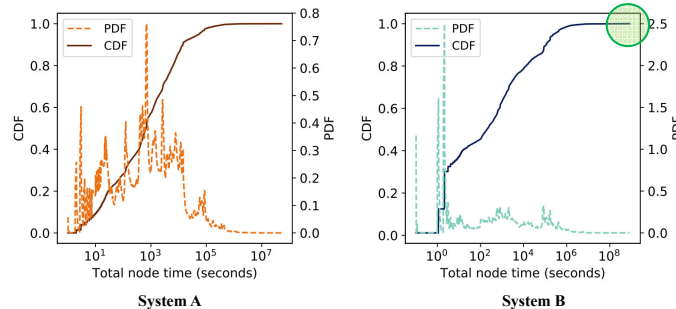 PDF
CDF
1.0
0.8
0.6
0.4
0.2
0.0
CDF
0.8
0.7
0.6
0.5
0.4
0.3
0.2
0.1
0.0
PDF
10¹ 10³ 10⁵ 10⁷
Total node time (seconds)
System A
PDF
CDF
1.0
0.8
0.6
0.4
0.2
0.0
CDF
2.5
2.0
1.5
1.0
0.5
0.0
PDF
10⁰ 10² 10⁴ 10⁶ 10⁸
Total node time (seconds)
System B